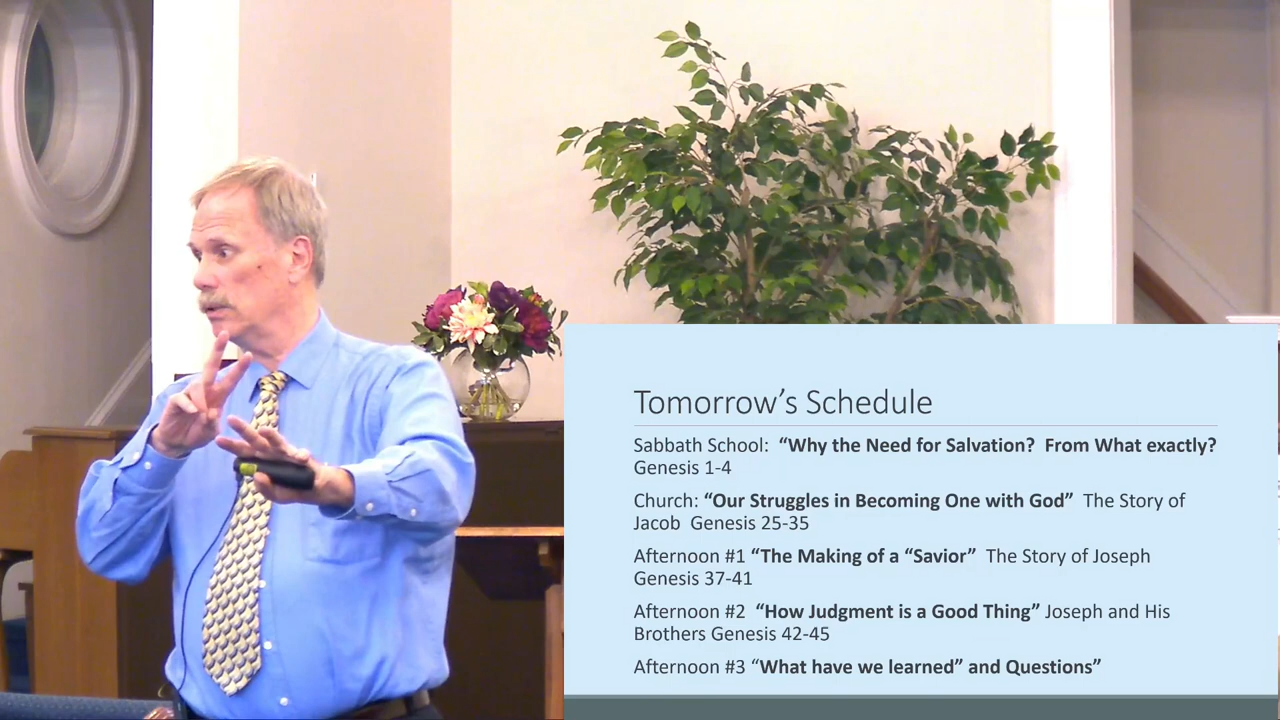 Tomorrow's Schedule
Sabbath School:  “Why the Need for Salvation?  From What exactly?
Genesis 1-4
Church: “Our Struggles in Becoming One with God”  The Story of
Jacob  Genesis 25-35
Afternoon #1 “The Making of a “Savior”  The Story of Joseph
Genesis 37-41
Afternoon #2  “How Judgment is a Good Thing” Joseph and His
Brothers Genesis 42-45
Afternoon #3 “What have we learned” and Questions”